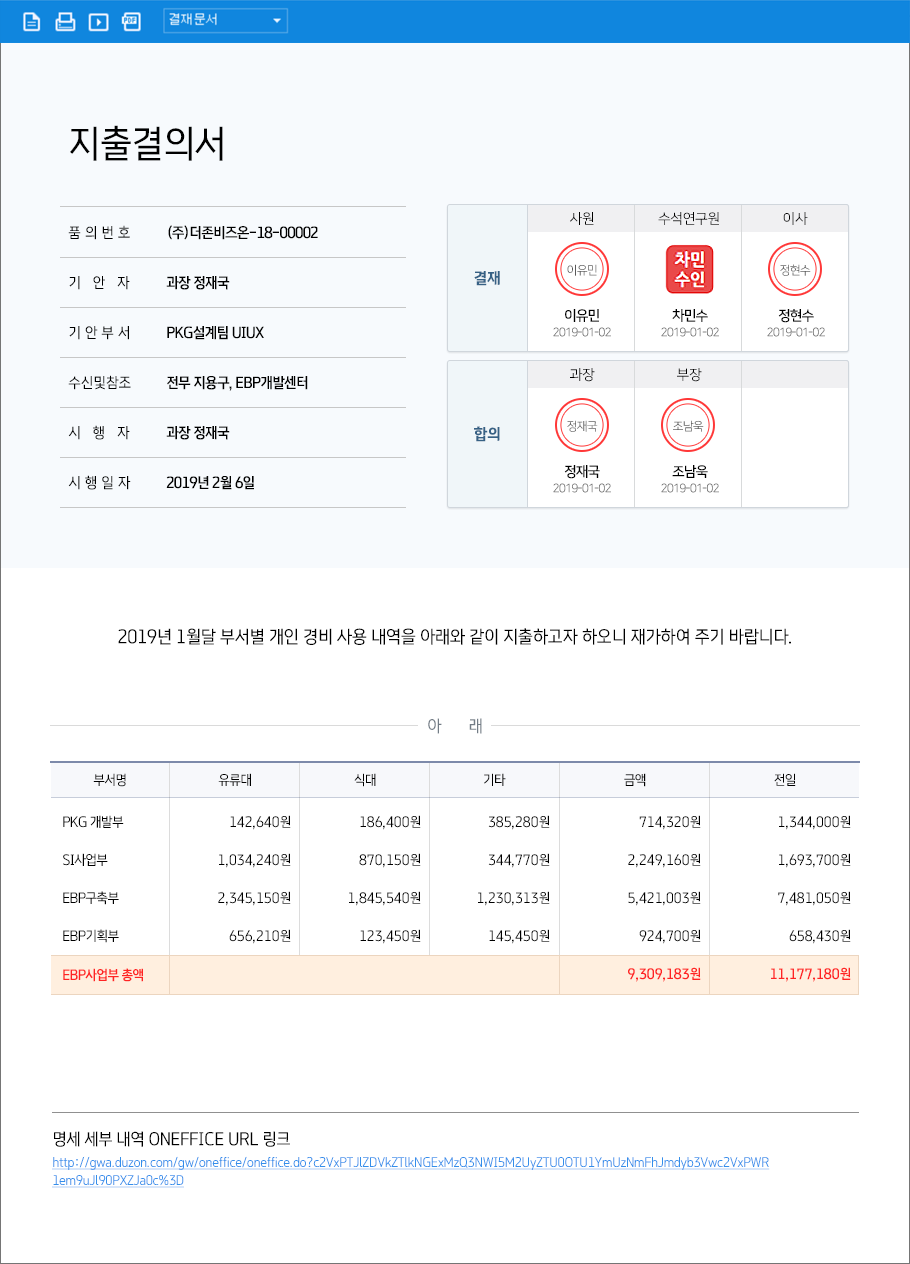 PDF
결재문서
지출결의서
품의번호 (주)더존비즈온-18-00002
기안자 과장 정재국
기안부서 PKG설계팀 UIUX
수신및참조 전무 지용구, EBP개발센터
시행자 과장 정재국
시행일자 2019년 2월 6일
결재
사원 수석연구원 이사
이유민 차민수인 정현수
이유민 차민수 정현수
2019-01-02 2019-01-02 2019-01-02
합의
과장 부장
정재국 조남욱
정재국 조남욱
2019-01-02 2019-01-02
2019년 1월달 부서별 개인 경비 사용 내역을 아래와 같이 지출하고자 하오니 재가하여 주기 바랍니다.
아 래
부서명 유류대 식대 기타 금액 전일
PKG 개발부 142,640원 186,400원 385,280원 714,320원 1,344,000원
SI사업부 1,034,240원 870,150원 344,770원 2,249,160원 1,693,700원
EBP구축부 2,345,150원 1,845,540원 1,230,313원 5,421,003원 7,481,050원
EBP기획부 656,210원 123,450원 145,450원 924,700원 658,430원
EBP사업부 총액 9,309,183원 11,177,180원
명세 세부 내역 ONEFFICE URL 링크
http://gwa.duzon.com/gw/oneffice/oneffice.do?c2VxPTJlZDVkZTlkNGExMzQ3NWI5M2UyZTU0OTU1YmUzNmFhJmdyb3Vwc2VxPWR
1em9uJl90PXZJa0c%3D